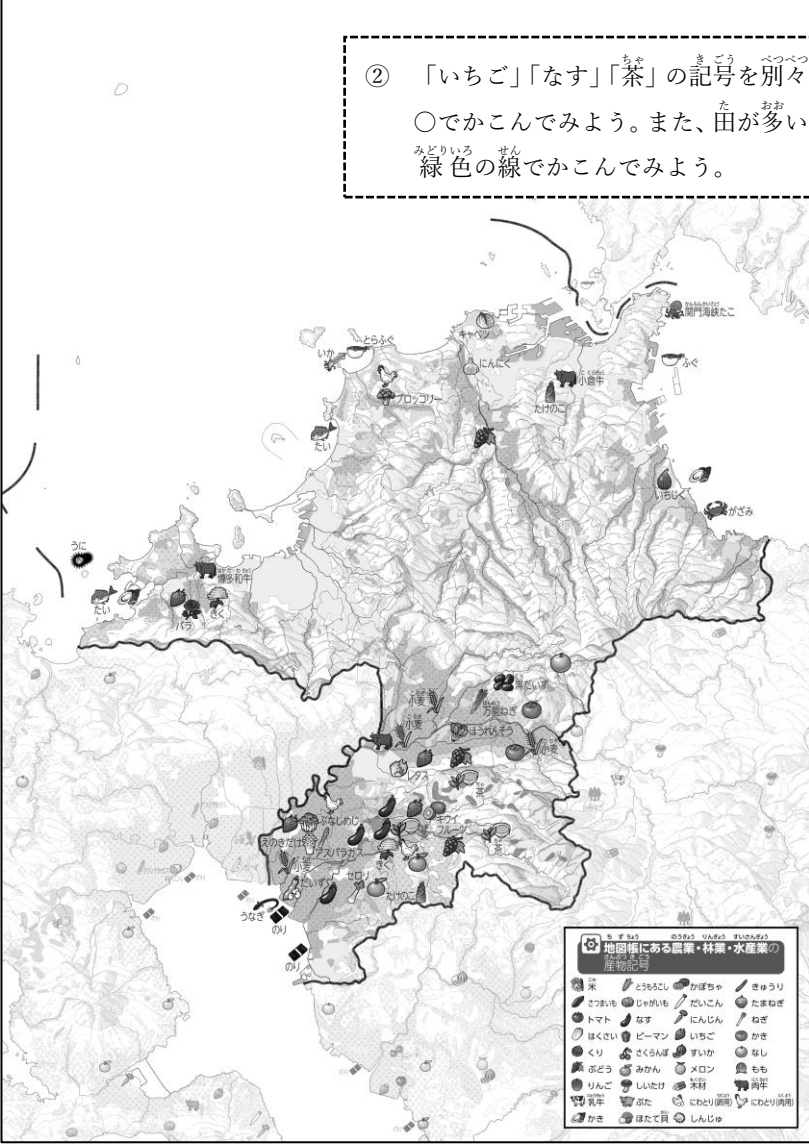 ② 「いちご」「なす」「茶」の記号を別々
○でかこんでみよう。また、田が多い
緑色の線でかこんでみよう。
関門海峡たこ
とらふぐ
キャベツ
いか
にんにく
ふぐ
小倉牛
ブロッコリー
たけのこ
たい
いちじく
がざみ
うに
博多和牛
たい
バラ
きく
黒だいず
小麦
万能ねぎ
小麦
ほうれんそう
小麦
レタス
茶
ぶなしめじ
キウイ
フルーツ
えのきだけ
アスパラガス
茶
小麦
だいず
セロリ
たけのこ
うなぎ
のり
のり
地図帳にある農業・林業・水産業の
産物記号
米 とうもろこし かぼちゃ きゅうり
さつまいも じゃがいも だいこん たまねぎ
トマト なす にんじん ねぎ
はくさい ピーマン いちご かき
くり さくらんぼ すいか なし
ぶどう みかん メロン もも
りんご しいたけ 木材 肉牛
乳牛 ぶた にわとり(卵用) にわとり(肉用)
かき ほたて貝 しんじゅ